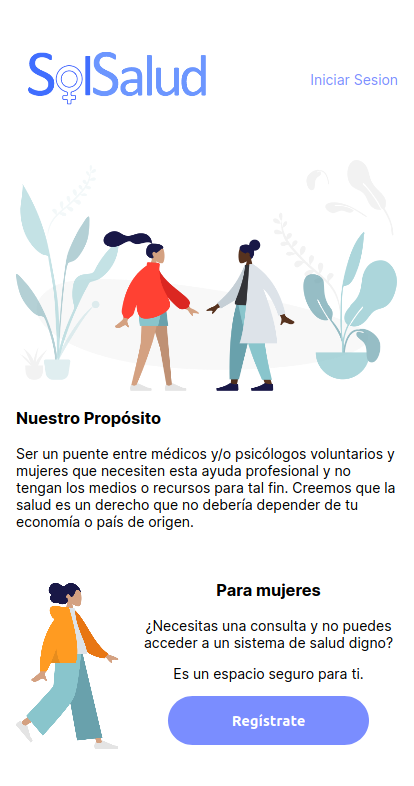 SolSalud
Iniciar Sesion
Nuestro Propósito
Ser un puente entre médicos y/o psicólogos voluntarios y
mujeres que necesiten esta ayuda profesional y no
tengan los medios o recursos para tal fin. Creemos que la
salud es un derecho que no debería depender de tu
economía o país de origen.
Para mujeres
¿Necesitas una consulta y no puedes
acceder a un sistema de salud digno?
Es un espacio seguro para ti.
Regístrate